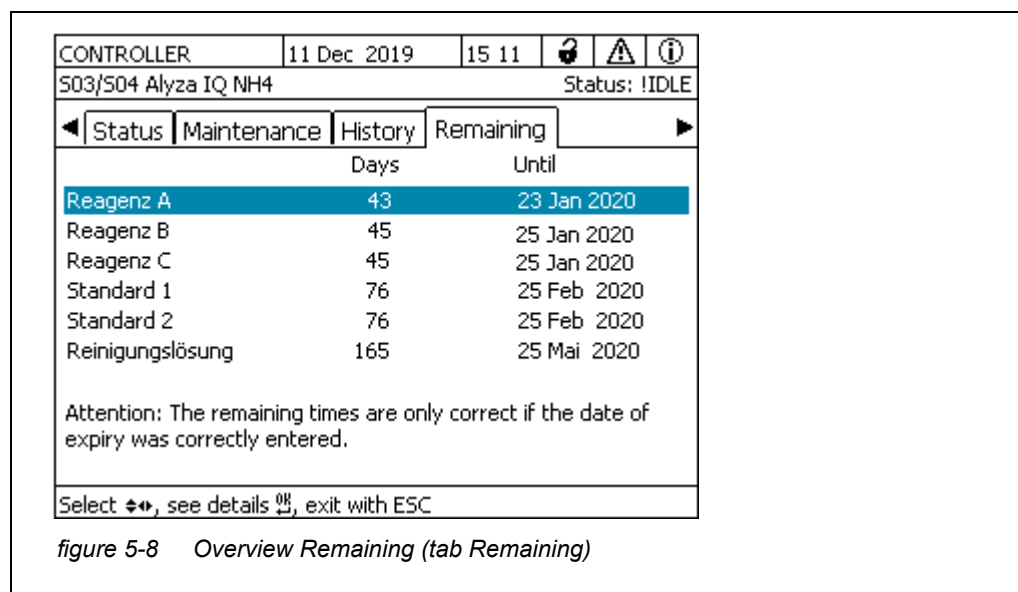 CONTROLLER 11 Dec 2019 15 11
S03/S04 Alyza IQ NH4 Status: !IDLE
Status Maintenance History Remaining
Days Until
Reagenz A 43 23 Jan 2020
Reagenz B 45 25 Jan 2020
Reagenz C 45 25 Jan 2020
Standard 1 76 25 Feb 2020
Standard 2 76 25 Feb 2020
Reinigungslösung 165 25 Mai 2020
Attention: The remaining times are only correct if the date of
expiry was correctly entered.
Select , see details OK, exit with ESC
figure 5-8 Overview Remaining (tab Remaining)